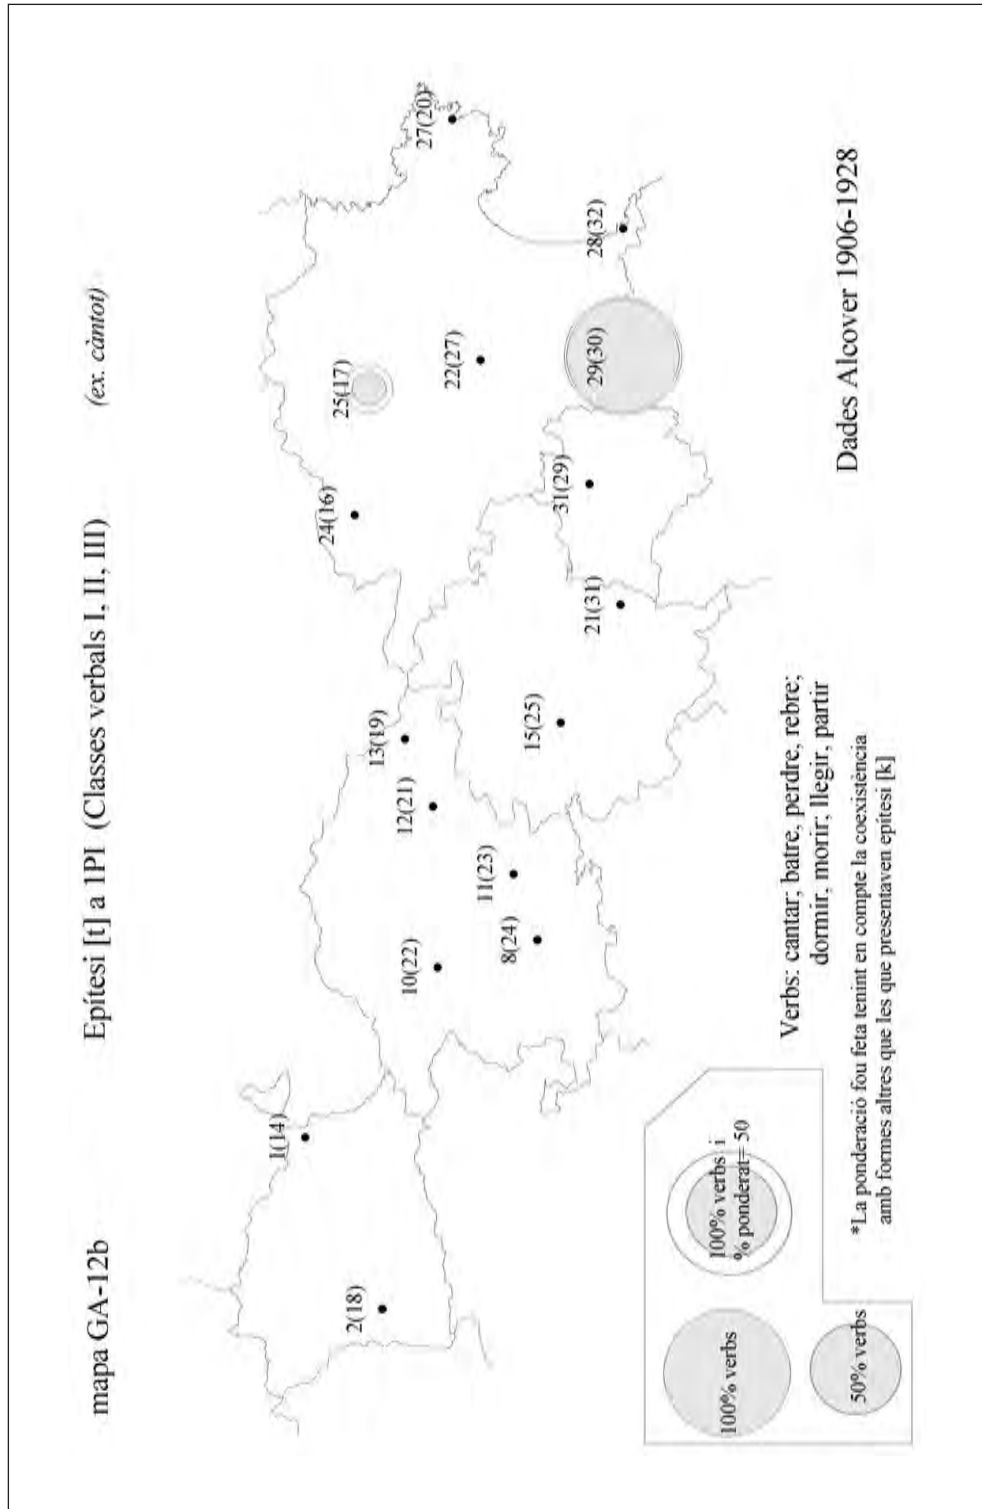 mapa GA-12b
Epítesi [t] a 1PI (Classes verbals I, II, III)
(ex. càntot)
1(14)
2(18)
10(22)
8(24)
11(23)
12(21)
13(19)
15(25)
21(31)
24(16)
31(29)
25(17)
22(27)
29(30)
28(32)
27(20)
100% verbs
100% verbs i
% ponderat= 50
50% verbs
Verbs: cantar; batre, perdre, rebre;
dormir, morir, llegir, partir
*La ponderació fou feta tenint en compte la coexistència
amb formes altres que les que presentaven epítesi [k]
Dades Alcover 1906-1928